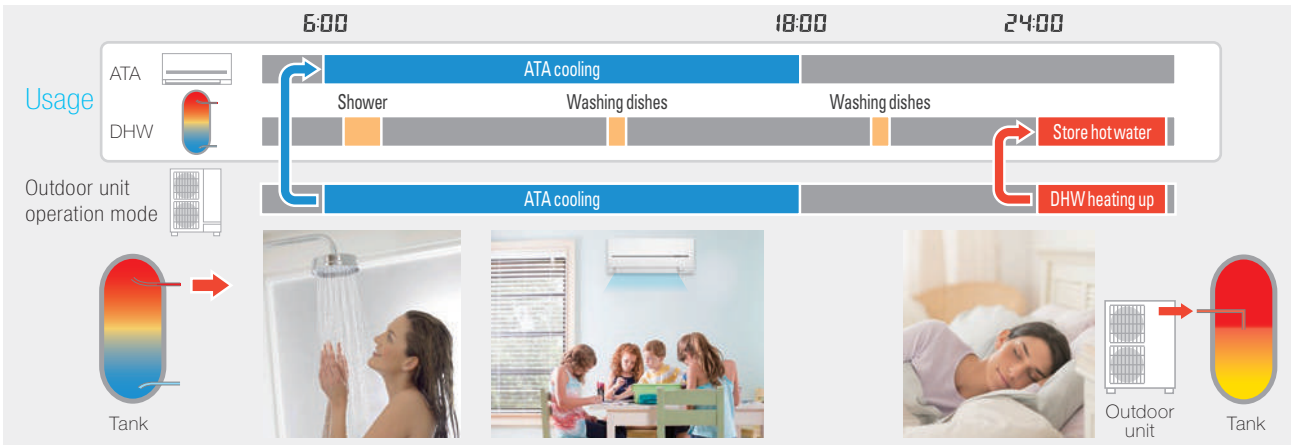 6:00 18:00 24:00
Usage
ATA
ATA cooling
Shower Washing dishes Washing dishes
DHW
Store hot water
Outdoor unit
operation mode
ATA cooling DHW heating up
Tank
Outdoor
unit
Tank